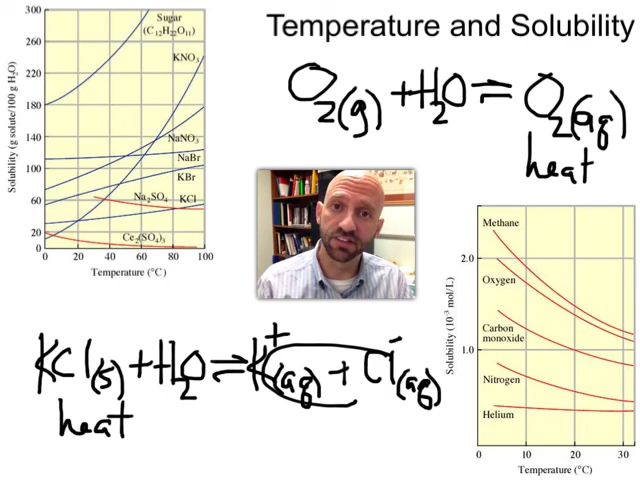 Temperature and Solubility
300
260
220
180
140
100
60
20
0
Solubility (g solute/100 g H₂O)
Sugar
(C₁₂H₂₂O₁₁)
KNO₃
NaNO₃
NaBr
KBr
Na₂SO₄
KCl
Ce₂(SO₄)₃
0 20 40 60 80 100
Temperature (°C)
O₂(g) + H₂O ⇌ O₂(aq)
heat
KCl(s) + H₂O ⇌ K⁺(aq) + Cl⁻(aq)
heat
Solubility (10⁻³ mol/L)
2.0
1.0
Methane
Oxygen
Carbon
monoxide
Nitrogen
Helium
0 10 20 30
Temperature (°C)